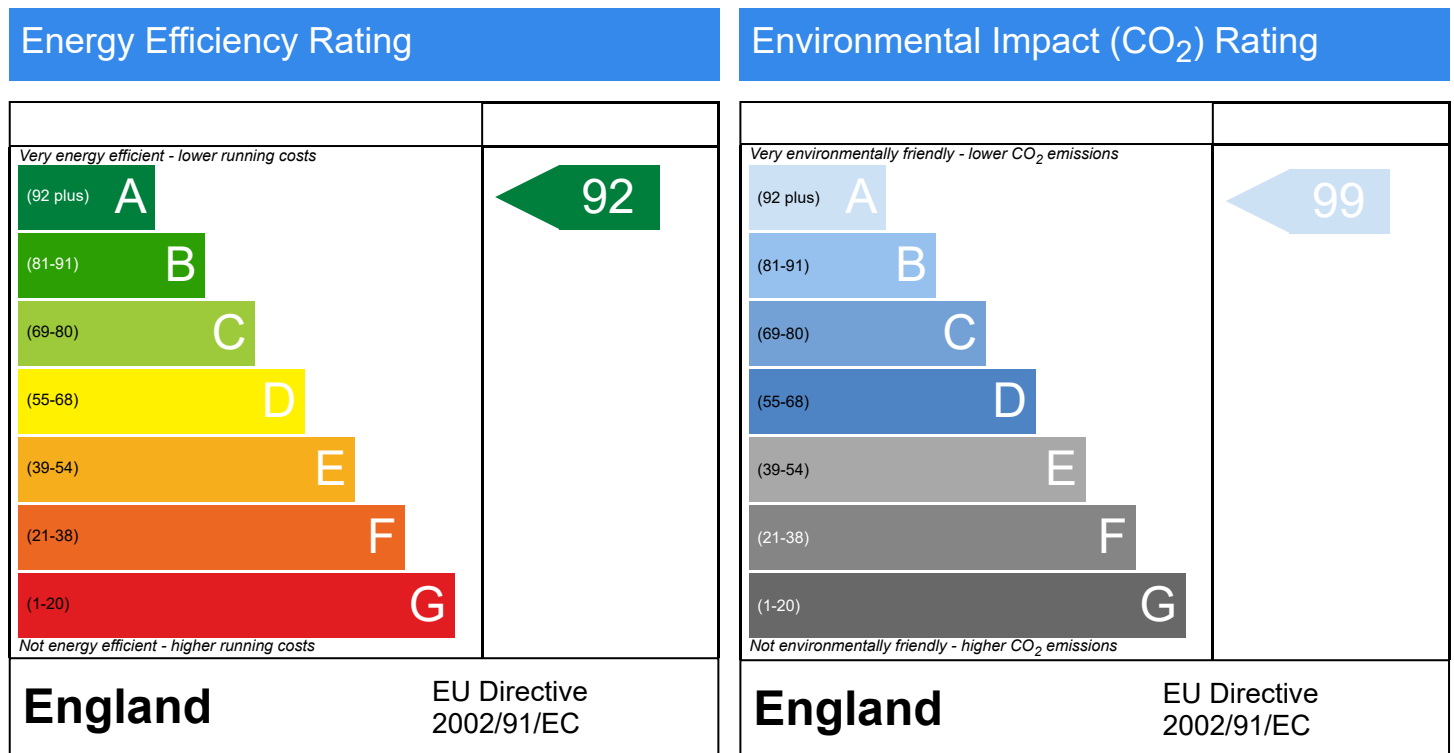 Energy Efficiency Rating
Very energy efficient - lower running costs
(92 plus) A
92
(81-91) B
(69-80) C
(55-68) D
(39-54) E
(21-38) F
(1-20) G
Not energy efficient - higher running costs
England
EU Directive
2002/91/EC
Environmental Impact (CO₂) Rating
Very environmentally friendly - lower CO₂ emissions
(92 plus) A
99
(81-91) B
(69-80) C
(55-68) D
(39-54) E
(21-38) F
(1-20) G
Not environmentally friendly - higher CO₂ emissions
England
EU Directive
2002/91/EC